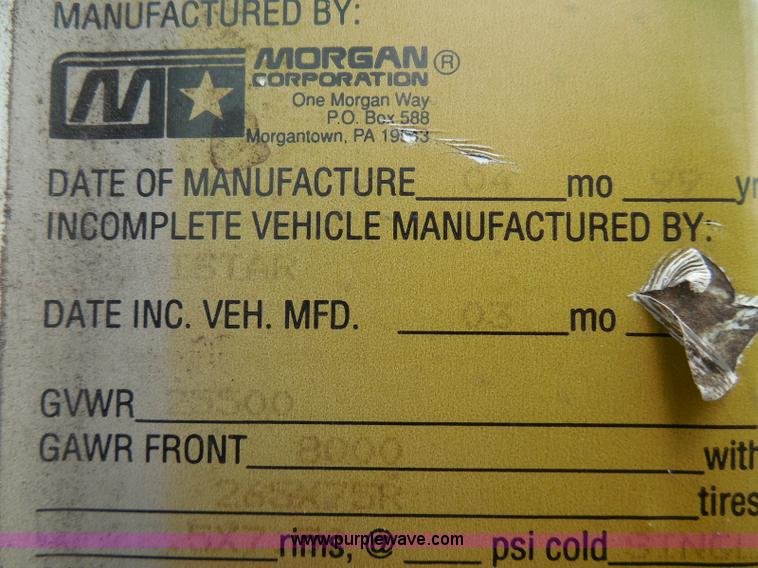 MANUFACTURED BY:
MORGAN ®
CORPORATION
One Morgan Way
P.O. Box 588
Morgantown, PA
DATE OF MANUFACTURE 04 mo 99 yr
INCOMPLETE VEHICLE MANUFACTURED BY:
DATE INC. VEH. MFD. 03 mo
GVWR 25500
GAWR FRONT 8000 with
265X75R tires
rims, @ psi cold
www.purplewave.com